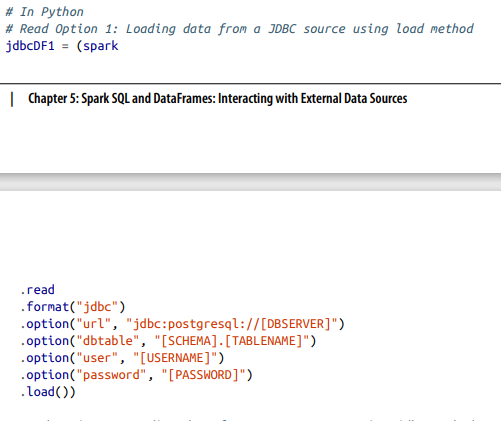 # In Python
# Read Option 1: Loading data from a JDBC source using load method
jdbcDF1 = (spark
| Chapter 5: Spark SQL and DataFrames: Interacting with External Data Sources
.read
.format("jdbc")
.option("url", "jdbc:postgresql://[DBSERVER]")
.option("dbtable", "[SCHEMA].[TABLENAME]")
.option("user", "[USERNAME]")
.option("password", "[PASSWORD]")
.load())